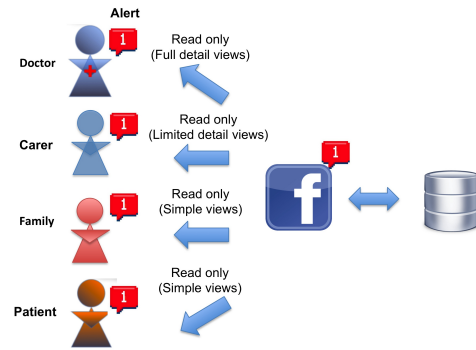 Alert
1
Read only
(Full detail views)
Doctor
1
Read only
(Limited detail views)
Carer
1
f
1
Read only
(Simple views)
Family
1
Read only
(Simple views)
Patient